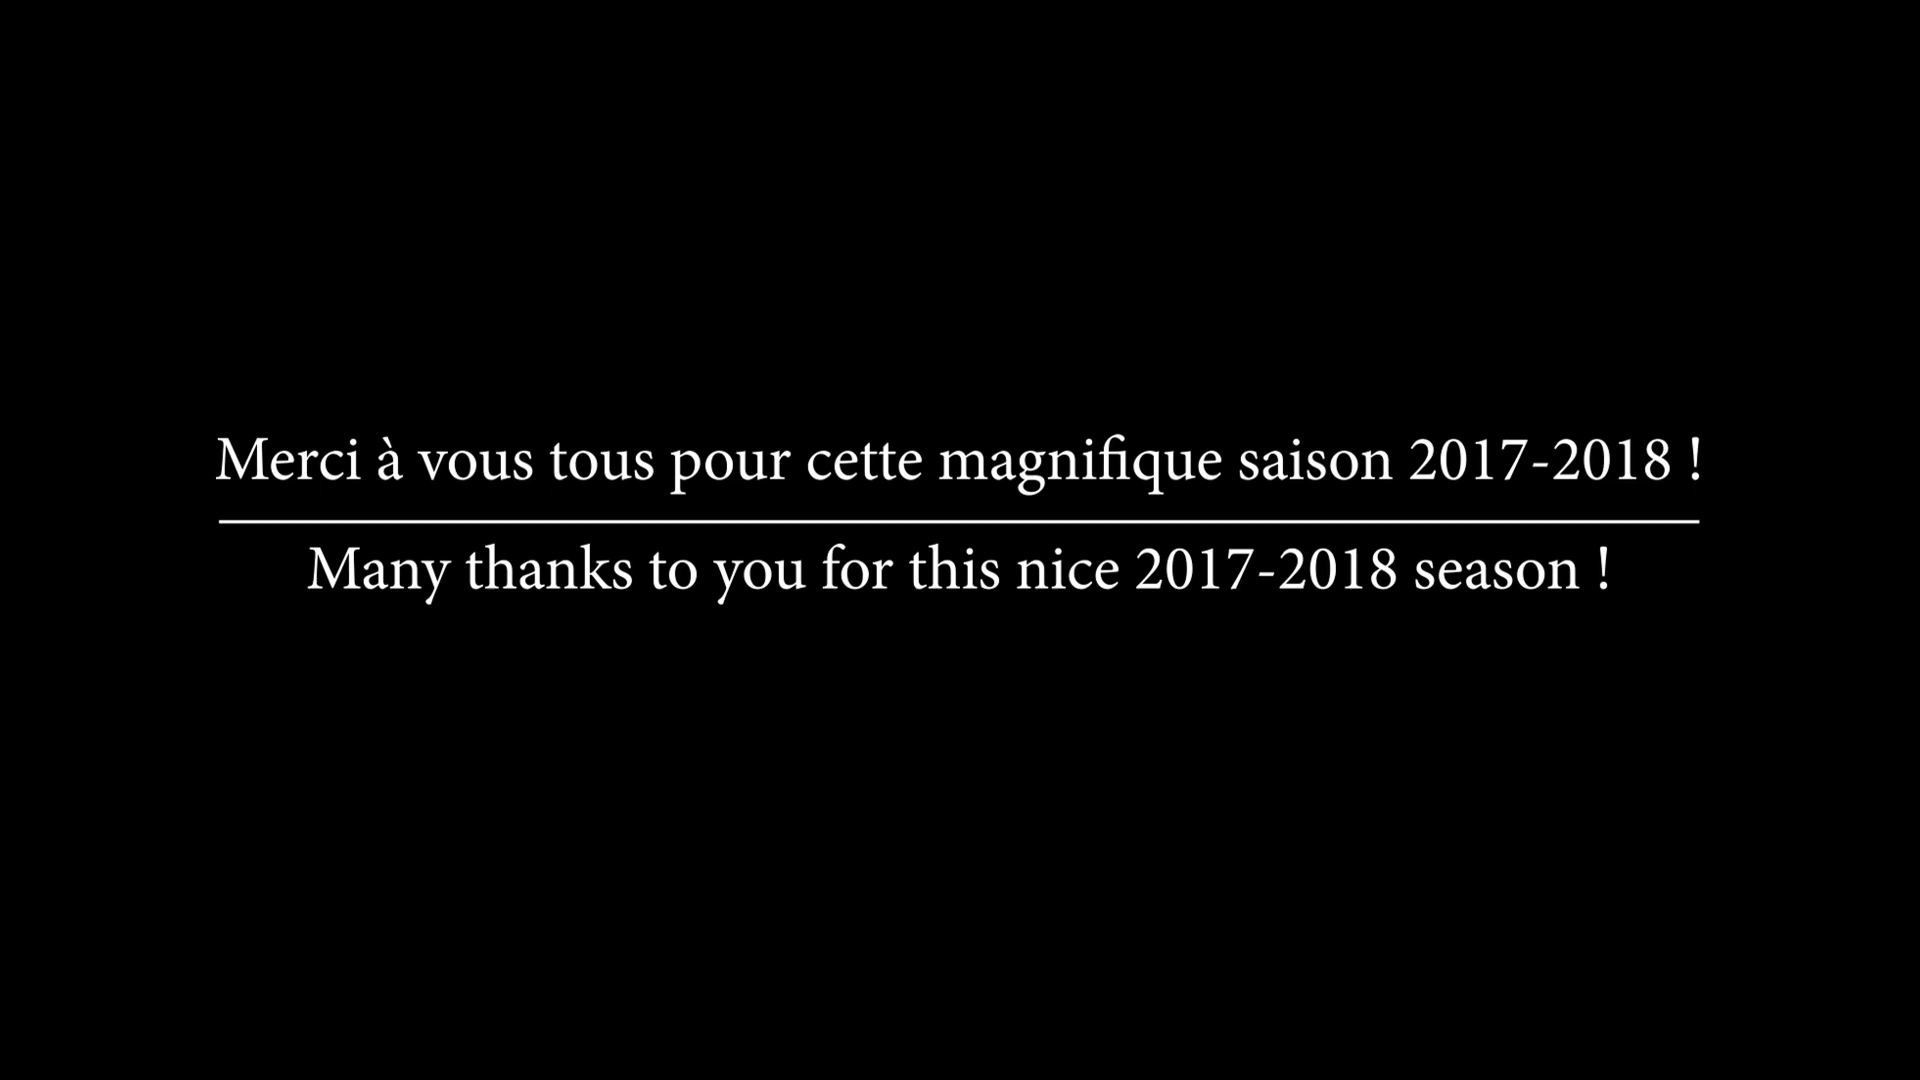 Merci à vous tous pour cette magnifique saison 2017-2018 !
Many thanks to you for this nice 2017-2018 season !